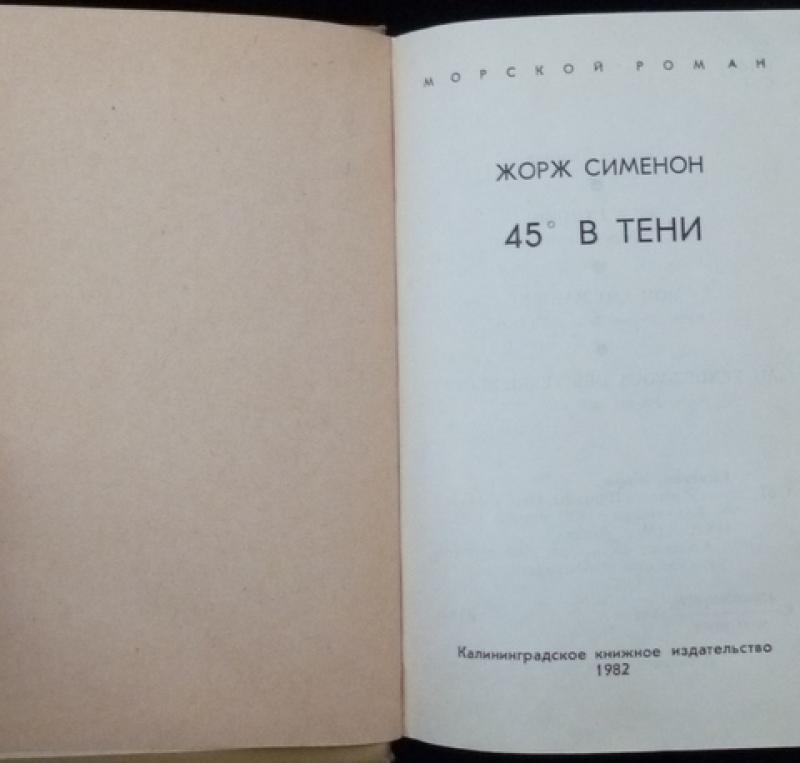 МОРСКОЙ РОМАН
ЖОРЖ СИМЕНОН
45° В ТЕНИ
Калининградское книжное издательство
1982